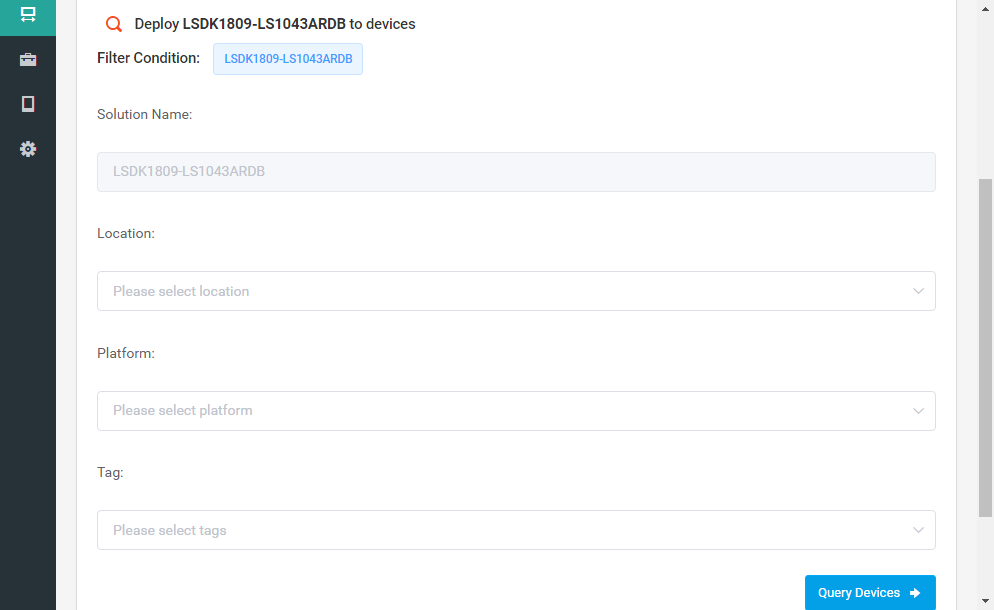 Deploy LSDK1809-LS1043ARDB to devices
Filter Condition: LSDK1809-LS1043ARDB
Solution Name:
LSDK1809-LS1043ARDB
Location:
Please select location
Platform:
Please select platform
Tag:
Please select tags
Query Devices